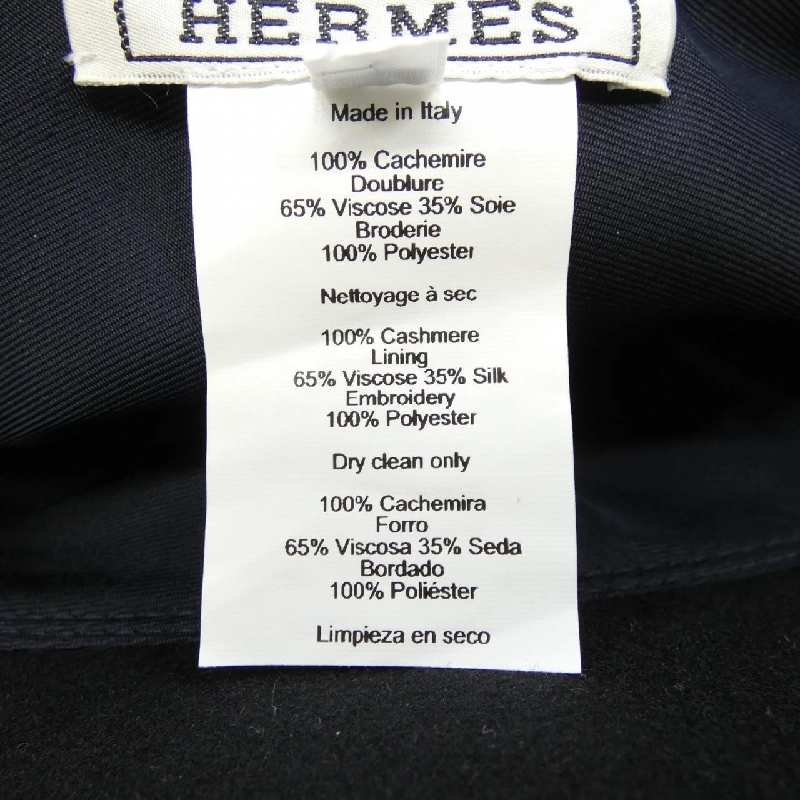 HERMES
Made in Italy
100% Cachemire
Doublure
65% Viscose 35% Soie
Broderie
100% Polyester
Nettoyage à sec
100% Cashmere
Lining
65% Viscose 35% Silk
Embroidery
100% Polyester
Dry clean only
100% Cachemira
Forro
65% Viscosa 35% Seda
Bordado
100% Poliéster
Limpieza en seco